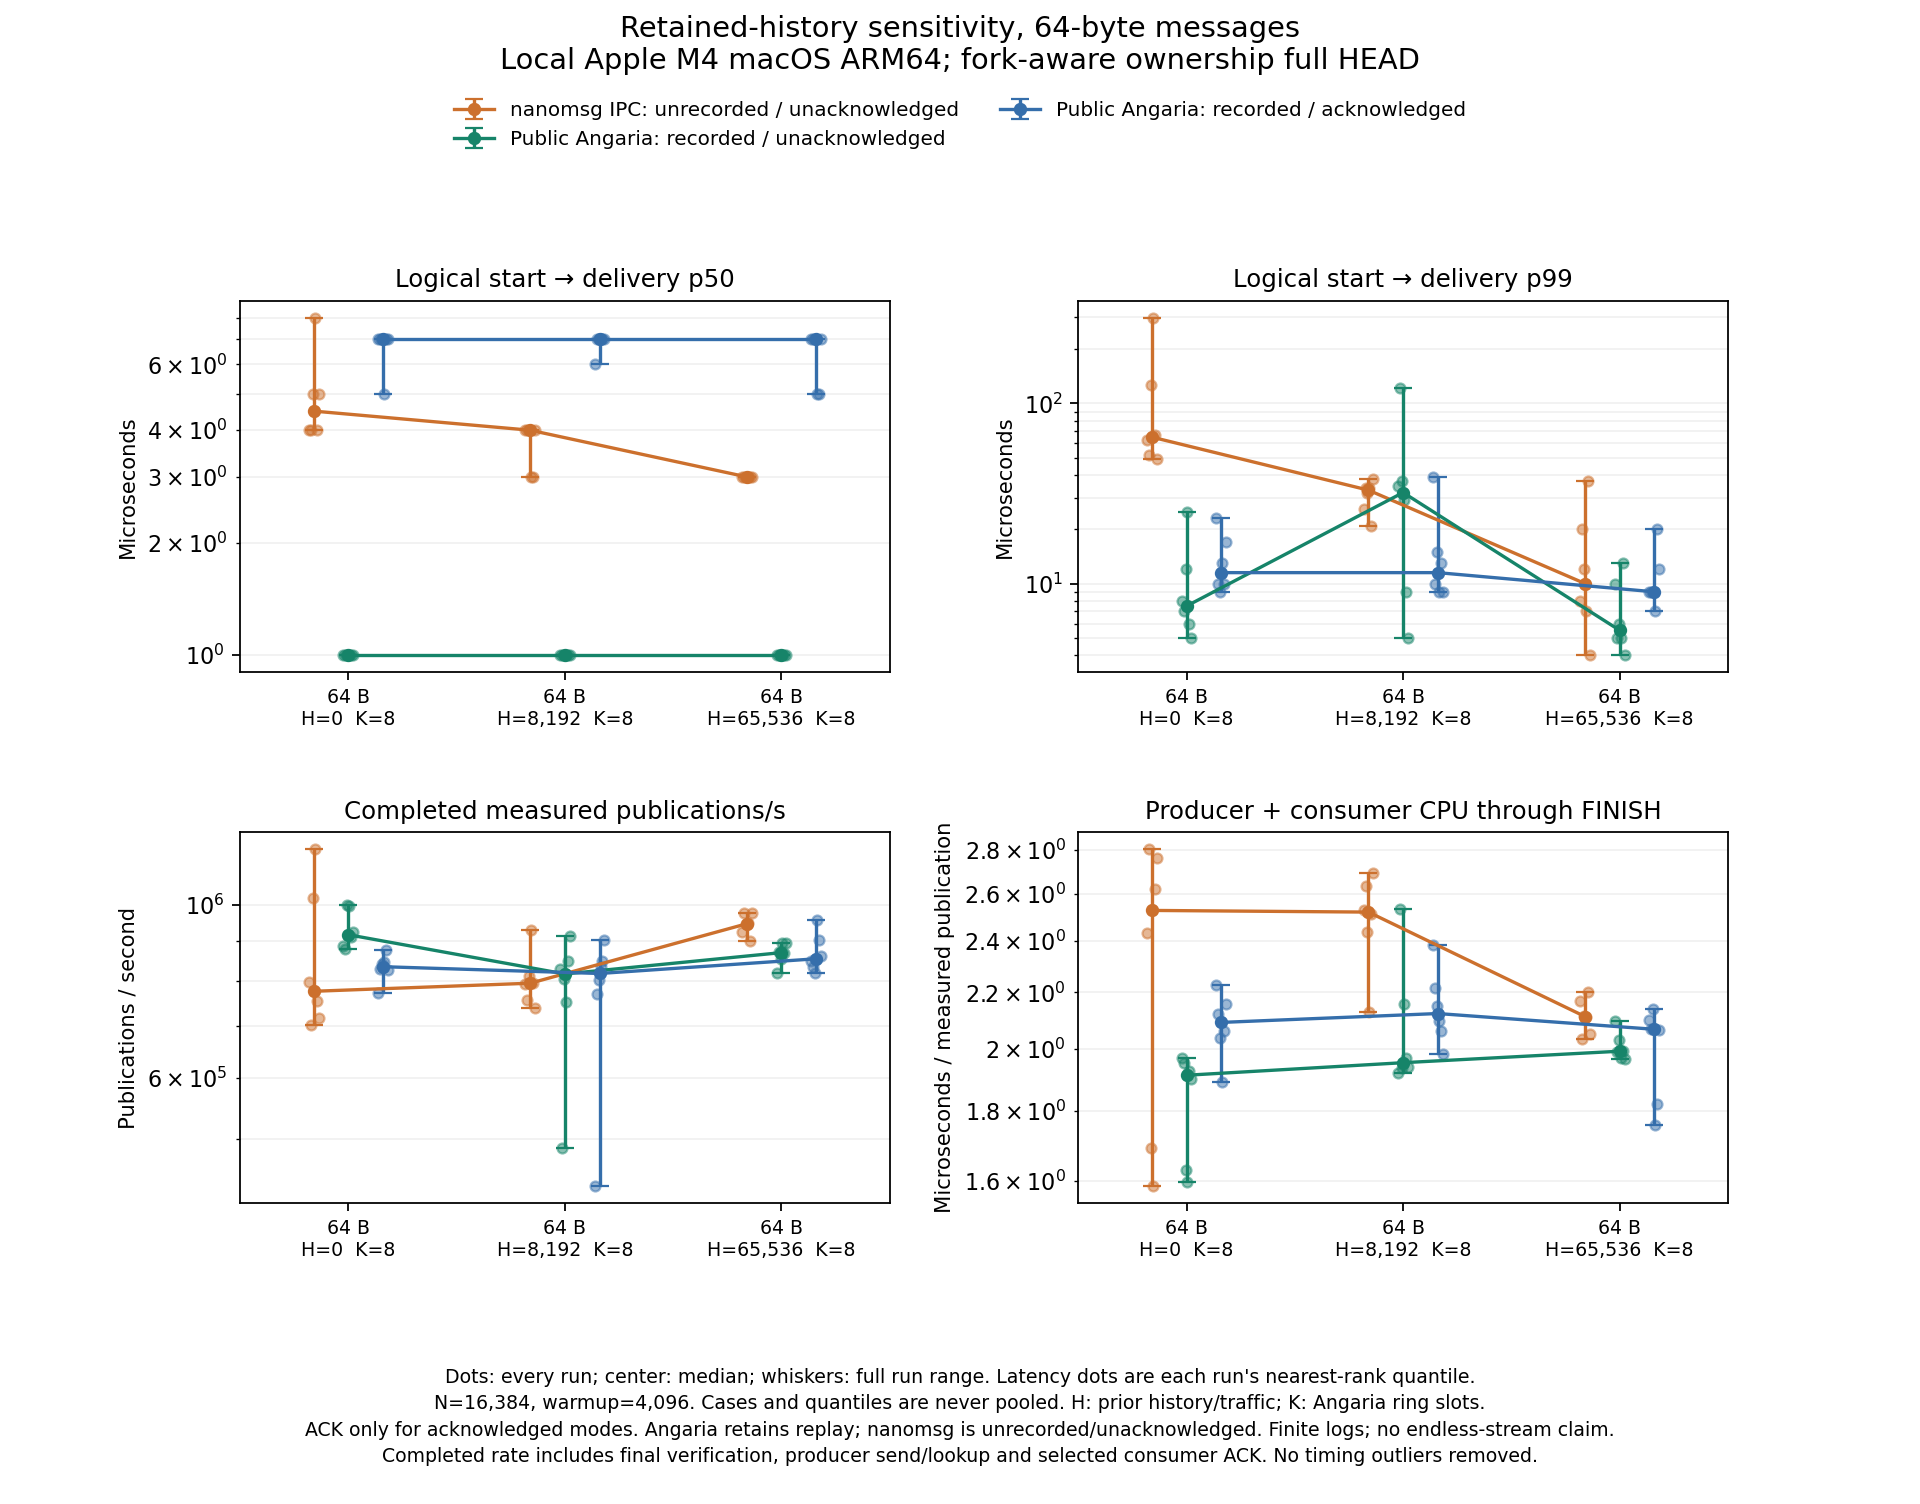 Retained-history sensitivity, 64-byte messages
Local Apple M4 macOS ARM64; fork-aware ownership full HEAD
nanomsg IPC: unrecorded / unacknowledged
Public Angaria: recorded / unacknowledged
Public Angaria: recorded / acknowledged
Logical start → delivery p50
Microseconds
6 × 10⁰
4 × 10⁰
3 × 10⁰
2 × 10⁰
10⁰
64 B
H=0 K=8
64 B
H=8,192 K=8
64 B
H=65,536 K=8
Logical start → delivery p99
Microseconds
10²
10¹
64 B
H=0 K=8
64 B
H=8,192 K=8
64 B
H=65,536 K=8
Completed measured publications/s
Publications / second
10⁶
6 × 10⁵
64 B
H=0 K=8
64 B
H=8,192 K=8
64 B
H=65,536 K=8
Producer + consumer CPU through FINISH
Microseconds / measured publication
2.8 × 10⁰
2.6 × 10⁰
2.4 × 10⁰
2.2 × 10⁰
2 × 10⁰
1.8 × 10⁰
1.6 × 10⁰
64 B
H=0 K=8
64 B
H=8,192 K=8
64 B
H=65,536 K=8
Dots: every run; center: median; whiskers: full run range. Latency dots are each run's nearest-rank quantile.
N=16,384, warmup=4,096. Cases and quantiles are never pooled. H: prior history/traffic; K: Angaria ring slots.
ACK only for acknowledged modes. Angaria retains replay; nanomsg is unrecorded/unacknowledged. Finite logs; no endless-stream claim.
Completed rate includes final verification, producer send/lookup and selected consumer ACK. No timing outliers removed.